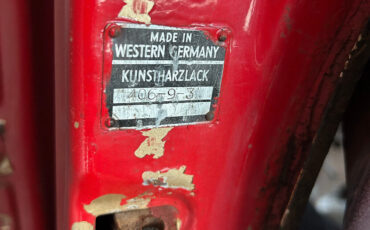 MADE IN
WESTERN GERMANY
KUNSTHARZLACK
406-9-3